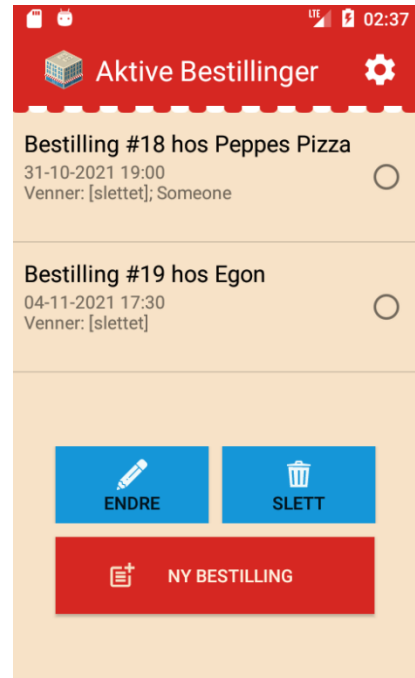 LTE 02:37
Aktive Bestillinger
Bestilling #18 hos Peppes Pizza
31-10-2021 19:00
Venner: [slettet]; Someone
Bestilling #19 hos Egon
04-11-2021 17:30
Venner: [slettet]
ENDRE SLETT
NY BESTILLING